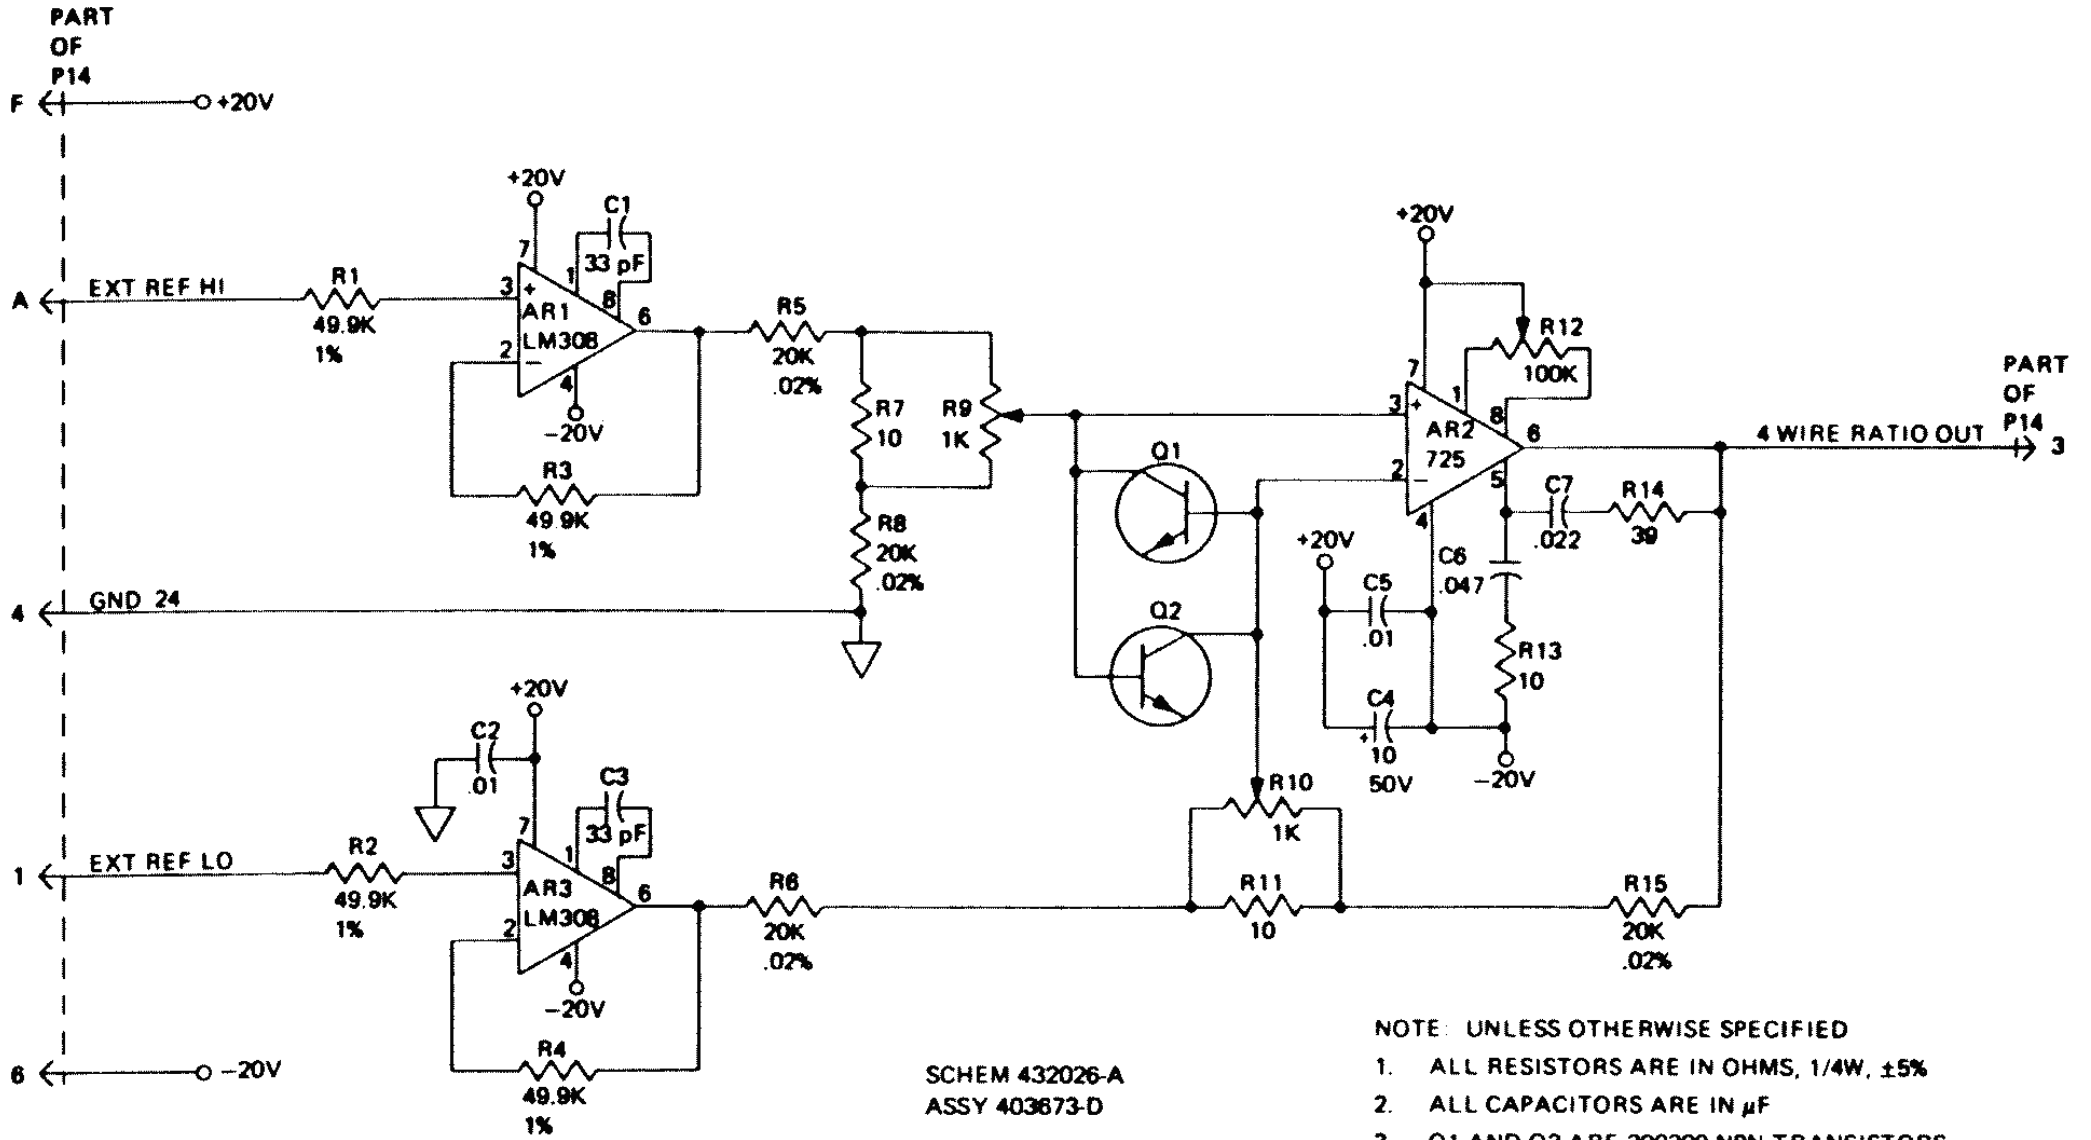 PART
OF
P14
F
+20V
+20V
C1
33 pF
7
1
8
A
EXT REF HI
R1
49.9K
1%
3
+
AR1
LM308
6
2
−
4
−20V
R3
49.9K
1%
R5
20K
.02%
R7
10
R9
1K
R8
20K
.02%
4
GND 24
+20V
R12
100K
7
1
8
3
+
AR2
725
6
2
−
5
4
4 WIRE RATIO OUT
PART
OF
P14
3
Q1
Q2
C7
.022
R14
39
+20V
C5
.01
C6
.047
C4
+
10
50V
R13
10
−20V
R10
1K
R11
10
R15
20K
.02%
+20V
C2
.01
C3
33 pF
7
1
8
1
EXT REF LO
R2
49.9K
1%
3
AR3
LM308
6
2
4
−20V
R4
49.9K
1%
R6
20K
.02%
6
−20V
SCHEM 432026-A
ASSY 403673-D
NOTE: UNLESS OTHERWISE SPECIFIED
1. ALL RESISTORS ARE IN OHMS, 1/4W, ±5%
2. ALL CAPACITORS ARE IN µF
Q1 AND Q2 ARE NPN TRANSISTORS